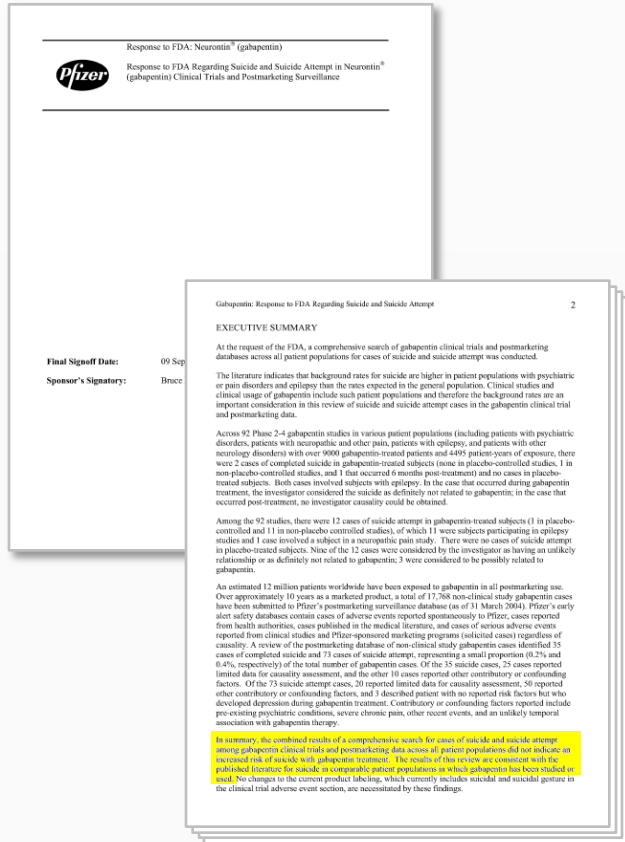 Response to FDA: Neurontin® (gabapentin)
Pfizer
Response to FDA Regarding Suicide and Suicide Attempt in Neurontin®
(gabapentin) Clinical Trials and Postmarketing Surveillance
Final Signoff Date: 09 Sep
Sponsor's Signatory: Bruce
Gabapentin: Response to FDA Regarding Suicide and Suicide Attempt 2
EXECUTIVE SUMMARY
At the request of the FDA, a comprehensive search of gabapentin clinical trials and postmarketing
databases across all patient populations for cases of suicide and suicide attempt was conducted.
The literature indicates that background rates for suicide are higher in patient populations with psychiatric
or pain disorders and epilepsy than the rates expected in the general population. Clinical studies and
clinical usage of gabapentin include such patient populations and therefore the background rates are an
important consideration in this review of suicide and suicide attempt cases in the gabapentin clinical trial
and postmarketing data.
Across 92 Phase 2-4 gabapentin studies in various patient populations (including patients with psychiatric
disorders, patients with neuropathic and other pain, patients with epilepsy, and patients with other
neurology disorders) with over 9000 gabapentin-treated patients and 4495 patient-years of exposure, there
were 2 cases of completed suicide in gabapentin-treated subjects (none in placebo-controlled studies, 1 in
non-placebo-controlled studies, and 1 that occurred 6 months post-treatment) and no cases in placebo-
treated subjects. Both cases involved subjects with epilepsy. In the case that occurred during gabapentin
treatment, the investigator considered the suicide as definitely not related to gabapentin; in the case that
occurred post-treatment, no investigator causality could be obtained.
Among the 92 studies, there were 12 cases of suicide attempt in gabapentin-treated subjects (1 in placebo-
controlled and 11 in non-placebo controlled studies), of which 11 were subjects participating in epilepsy
studies and 1 case involved a subject in a neuropathic pain study. There were no cases of suicide attempt
in placebo-treated subjects. Nine of the 12 cases were considered by the investigator as having an unlikely
relationship or as definitely not related to gabapentin; 3 were considered to be possibly related to
gabapentin.
An estimated 12 million patients worldwide have been exposed to gabapentin in all postmarketing use.
Over approximately 10 years as a marketed product, a total of 17,768 non-clinical study gabapentin cases
have been submitted to Pfizer's postmarketing surveillance database (as of 31 March 2004). Pfizer's early
alert safety databases contain cases of adverse events reported spontaneously to Pfizer, cases reported
from health authorities, cases published in the medical literature, and cases of serious adverse events
reported from clinical studies and Pfizer-sponsored marketing programs (solicited cases) regardless of
causality. A review of the postmarketing database of non-clinical study gabapentin cases identified 35
cases of completed suicide and 73 cases of suicide attempt, representing a small proportion (0.2% and
0.4%, respectively) of the total number of gabapentin cases. Of the 35 suicide cases, 25 cases reported
limited data for causality assessment, and the other 10 cases reported other contributory or confounding
factors. Of the 73 suicide attempt cases, 20 reported limited data for causality assessment, 50 reported
other contributory or confounding factors, and 3 described patient with no reported risk factors but who
developed depression during gabapentin treatment. Contributory or confounding factors reported include
pre-existing psychiatric conditions, severe chronic pain, other recent events, and an unlikely temporal
association with gabapentin therapy.
In summary, the combined results of a comprehensive search for cases of suicide and suicide attempt
among gabapentin clinical trials and postmarketing data across all patient populations did not indicate an
increased risk of suicide with gabapentin treatment. The results of this review are consistent with the
published literature for suicide in comparable patient populations in which gabapentin has been studied or
used. No changes to the current product labeling, which currently includes suicidal and suicidal gesture in
the clinical trial adverse event section, are necessitated by these findings.